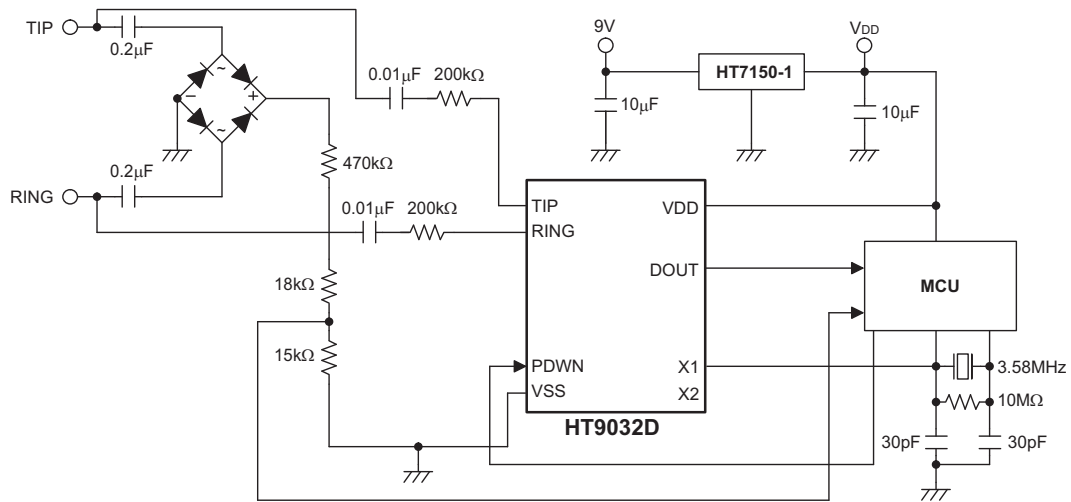 TIP
0.2μF
~
−
+
~
0.2μF
RING
0.01μF
200kΩ
470kΩ
0.01μF
200kΩ
18kΩ
15kΩ
9V
HT7150-1
VDD
10μF
10μF
TIP
RING
VDD
DOUT
PDWN
VSS
X1
X2
HT9032D
MCU
3.58MHz
10MΩ
30pF
30pF